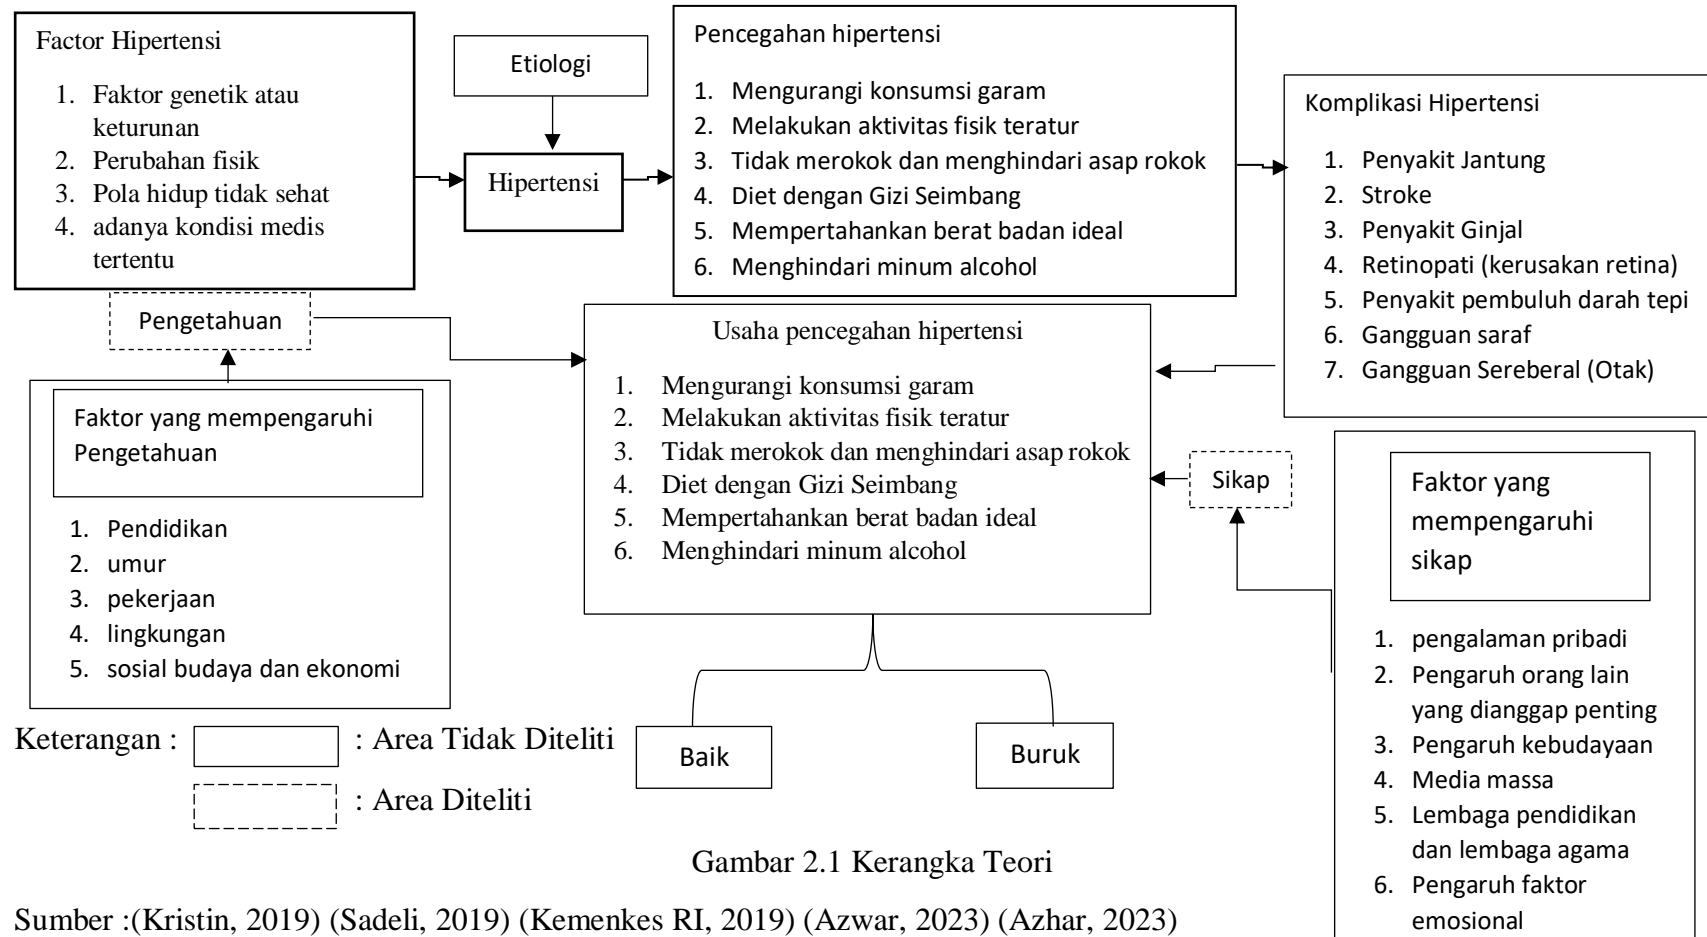 Factor Hipertensi
1. Faktor genetik atau
keturunan
2. Perubahan fisik
3. Pola hidup tidak sehat
4. adanya kondisi medis
tertentu
Etiologi
Hipertensi
Pencegahan hipertensi
1. Mengurangi konsumsi garam
2. Melakukan aktivitas fisik teratur
3. Tidak merokok dan menghindari asap rokok
4. Diet dengan Gizi Seimbang
5. Mempertahankan berat badan ideal
6. Menghindari minum alcohol
Komplikasi Hipertensi
1. Penyakit Jantung
2. Stroke
3. Penyakit Ginjal
4. Retinopati (kerusakan retina)
5. Penyakit pembuluh darah tepi
6. Gangguan saraf
7. Gangguan Sereberal (Otak)
Pengetahuan
Faktor yang mempengaruhi
Pengetahuan
1. Pendidikan
2. umur
3. pekerjaan
4. lingkungan
5. sosial budaya dan ekonomi
Usaha pencegahan hipertensi
1. Mengurangi konsumsi garam
2. Melakukan aktivitas fisik teratur
3. Tidak merokok dan menghindari asap rokok
4. Diet dengan Gizi Seimbang
5. Mempertahankan berat badan ideal
6. Menghindari minum alcohol
Sikap
Faktor yang
mempengaruhi
sikap
1. pengalaman pribadi
2. Pengaruh orang lain
yang dianggap penting
3. Pengaruh kebudayaan
4. Media massa
5. Lembaga pendidikan
dan lembaga agama
6. Pengaruh faktor
emosional
Baik
Buruk
Keterangan :
: Area Tidak Diteliti
: Area Diteliti
Gambar 2.1 Kerangka Teori
Sumber :(Kristin, 2019) (Sadeli, 2019) (Kemenkes RI, 2019) (Azwar, 2023) (Azhar, 2023)